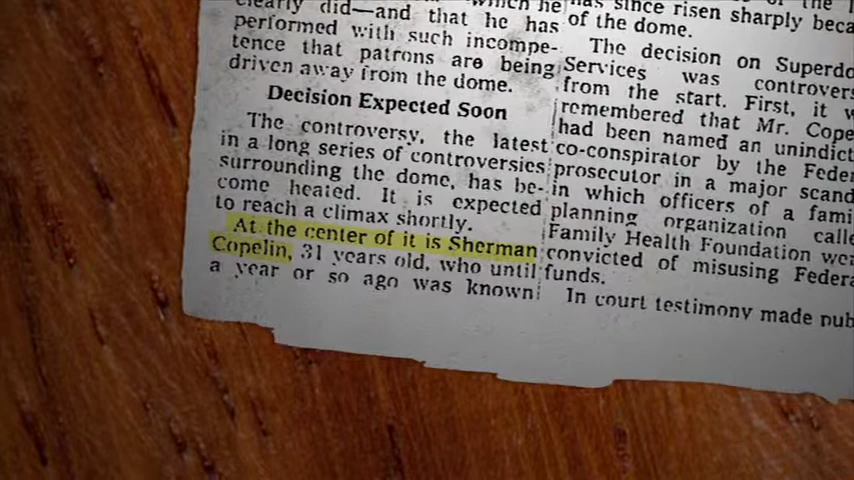 clearly did—and that he has
performed with such incompe-
tence that patrons are being
driven away from the dome.
Decision Expected Soon
The controversy, the latest
in a long series of controversies
surrounding the dome, has be-
come heated. It is expected
to reach a climax shortly.
At the center of it is Sherman
Copelin, 31 years old, who until
a year or so ago was known
has since risen sharply beca
of the dome.
The decision on Superdo
Services was controvers
from the start. First, it w
remembered that Mr. Cope
had been named an unindict
co-conspirator by the Feder
prosecutor in a major scand
in which officers of a fami
planning organization calle
Family Health Foundation wer
convicted of misusing Federa
funds.
In court testimony made pub